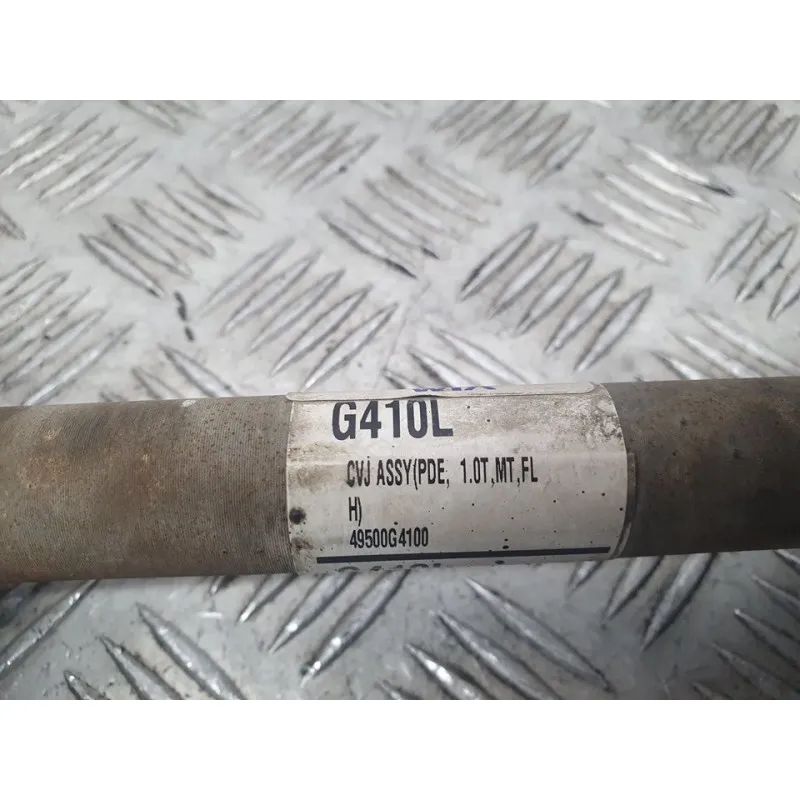 G410L
CVJ ASSY(PDE, 1.0T,MT,FL
H)
49500G4100